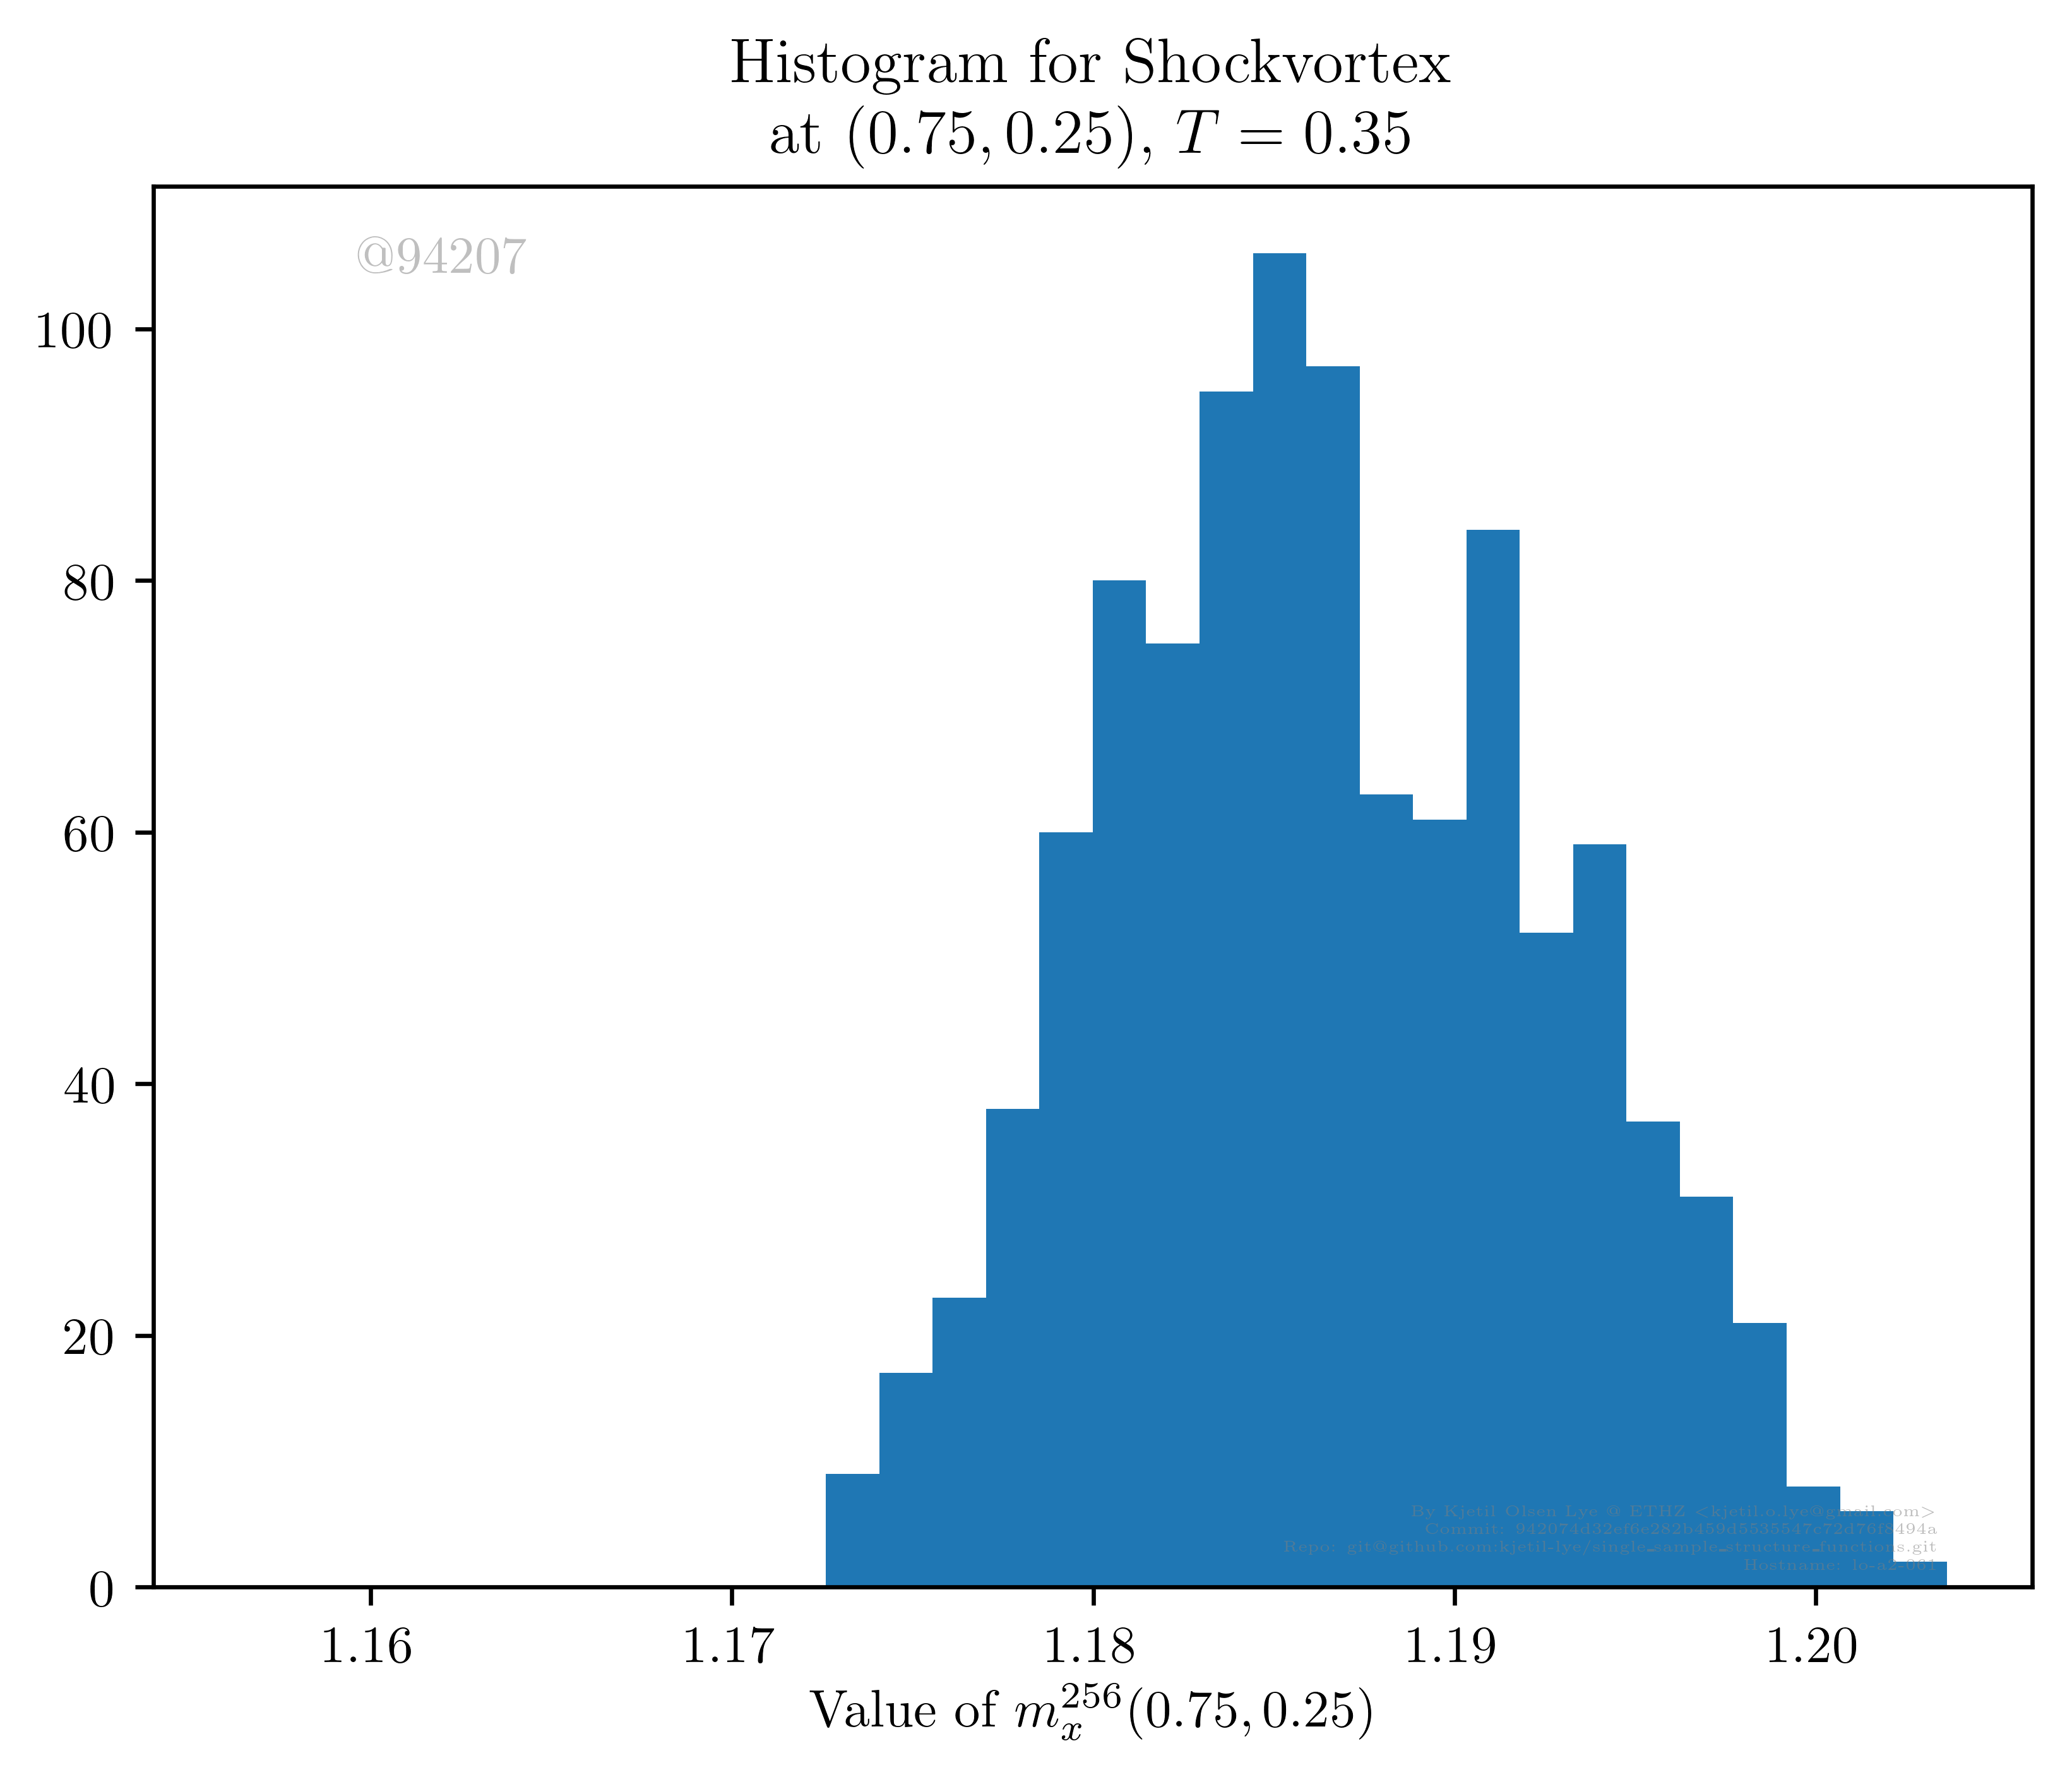 Histogram for Shockvortex
at (0.75, 0.25), T = 0.35
@94207
100
80
60
40
20
0
By Kjetil Olsen Lye @ ETHZ <kjetil.o.lye@gmail.com>
Commit:
Repo: git@github.com:kjetil-lye/single_sample_structure_functions.git
Hostname:
1.16 1.17 1.18 1.19 1.20
Value of m_x^256(0.75, 0.25)